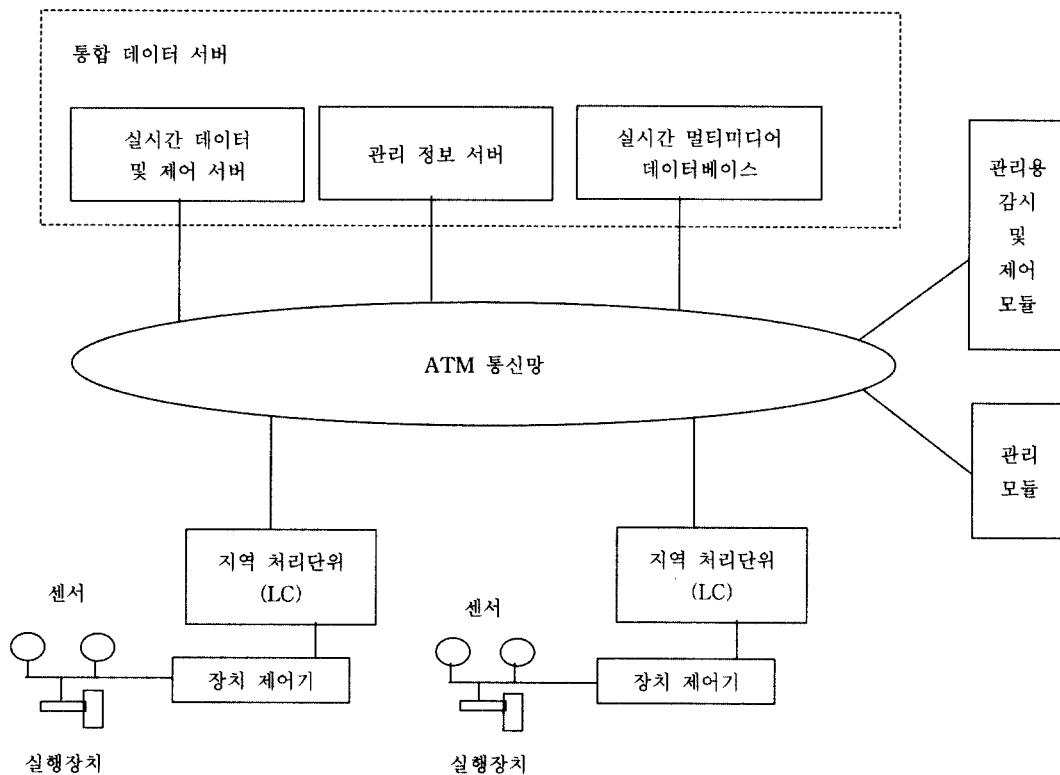 통합 데이터 서버
실시간 데이터
및 제어 서버
관리 정보 서버
실시간 멀티미디어
데이터베이스
관리용
감시
및
제어
모듈
ATM 통신망
관리
모듈
지역 처리단위
(LC)
지역 처리단위
(LC)
센서
센서
장치 제어기
장치 제어기
실행장치
실행장치